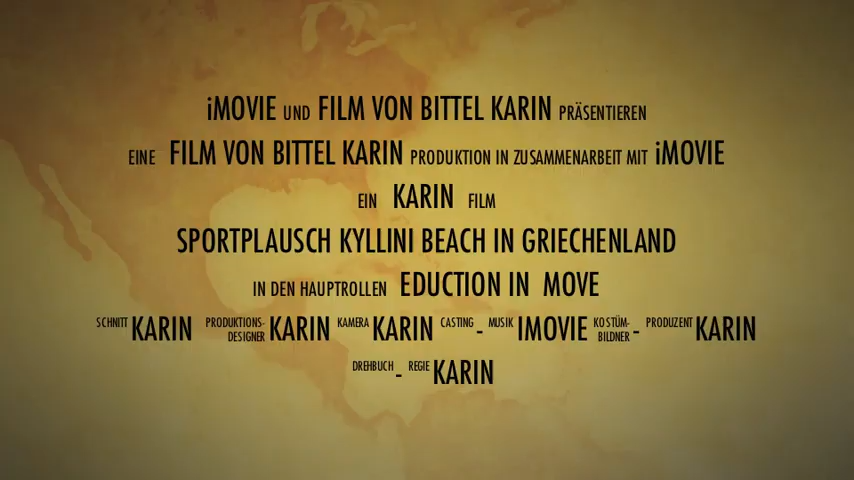 iMOVIE UND FILM VON BITTEL KARIN PRÄSENTIEREN
EINE FILM VON BITTEL KARIN PRODUKTION IN ZUSAMMENARBEIT MIT iMOVIE
EIN KARIN FILM
SPORTPLAUSCH KYLLINI BEACH IN GRIECHENLAND
IN DEN HAUPTROLLEN EDUCTION IN MOVE
SCHNITT KARIN PRODUKTIONS-DESIGNER KARIN KAMERA KARIN CASTING - MUSIK IMOVIE KOSTÜM-BILDNER - PRODUZENT KARIN
DREHBUCH - REGIE KARIN